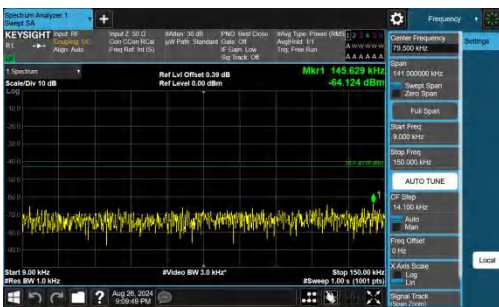 Spectrum Analyzer 1
Swept SA
Frequency
KEYSIGHT Input: RF
Coupling: DC
Align: Auto
Input Z: 50 Ω
Corr CCorr RCal
Freq Ref: Int (S)
#Atten: 30 dB
µW Path: Standard
PNO: Best Close
Gate: Off
IF Gain: Low
Sig Track: Off
#Avg Type: Power (RMS)
Avg|Hold: 1/1
Trig: Free Run
A W W W W W
A A A A A A
1 Spectrum
Scale/Div 10 dB
Log
Ref Lvl Offset 0.39 dB
Ref Level 0.00 dBm
Mkr1 145.629 kHz
-64.124 dBm
Start 9.00 kHz
#Res BW 1.0 kHz
#Video BW 3.0 kHz*
Stop 150.00 kHz
#Sweep 1.00 s (1001 pts)
Aug 26, 2024
9:09:49 PM
Center Frequency
79.500 kHz
Settings
Span
141.000000 kHz
Swept Span
Zero Span
Full Span
Start Freq
9.000 kHz
Stop Freq
150.000 kHz
AUTO TUNE
CF Step
14.100 kHz
Auto
Man
Freq Offset
0 Hz
X Axis Scale
Log
Lin
Local
Signal Track
(Span Zoom)